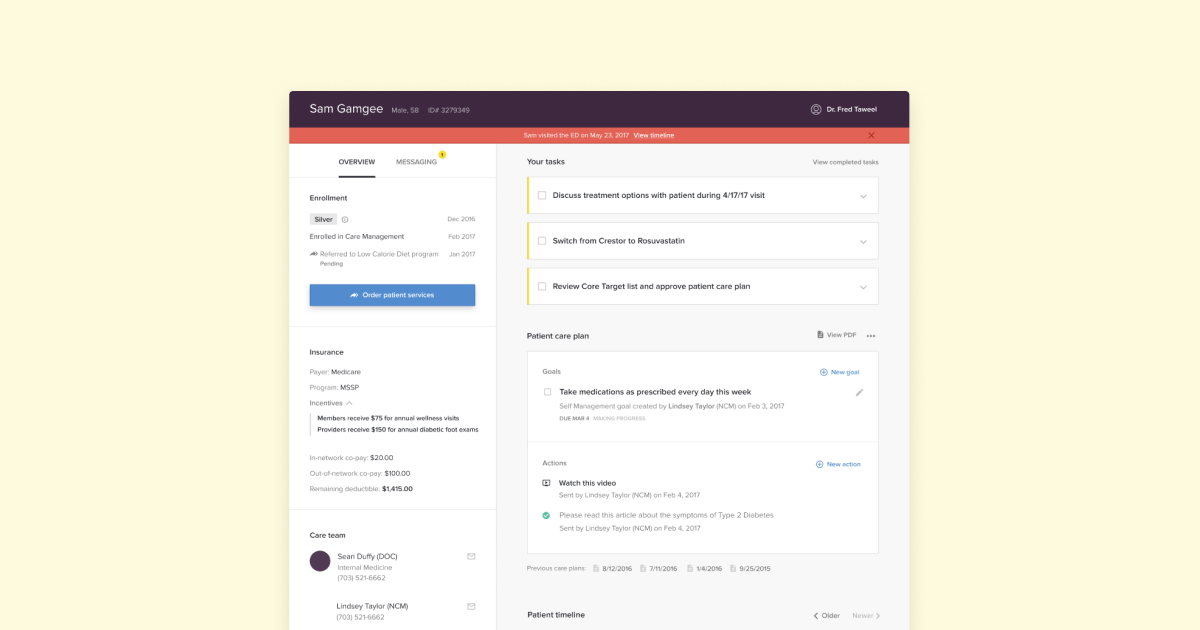 Sam Gamgee Male, 58 ID# 3279349
Dr. Fred Taweel
Sam visited the ED on May 23, 2017 View timeline
OVERVIEW MESSAGING 1
Enrollment
Silver Dec 2016
Enrolled in Care Management Feb 2017
Referred to Low Calorie Diet program Jan 2017
Pending
Order patient services
Insurance
Payer: Medicare
Program: MSSP
Incentives
Members receive $75 for annual wellness visits
Providers receive $150 for annual diabetic foot exams
In-network co-pay: $20.00
Out-of-network co-pay: $100.00
Remaining deductible: $1,415.00
Care team
Sean Duffy (DOC)
Internal Medicine
(703) 521-6662
Lindsey Taylor (NCM)
(703) 521-6662
Your tasks View completed tasks
Discuss treatment options with patient during 4/17/17 visit
Switch from Crestor to Rosuvastatin
Review Core Target list and approve patient care plan
Patient care plan View PDF
Goals New goal
Take medications as prescribed every day this week
Self Management goal created by Lindsey Taylor (NCM) on Feb 3, 2017
DUE MAR 4 MAKING PROGRESS
Actions New action
Watch this video
Sent by Lindsey Taylor (NCM) on Feb 4, 2017
Please read this article about the symptoms of Type 2 Diabetes
Sent by Lindsey Taylor (NCM) on Feb 4, 2017
Previous care plans: 8/12/2016 7/11/2016 1/4/2016 9/25/2015
Patient timeline Older Newer